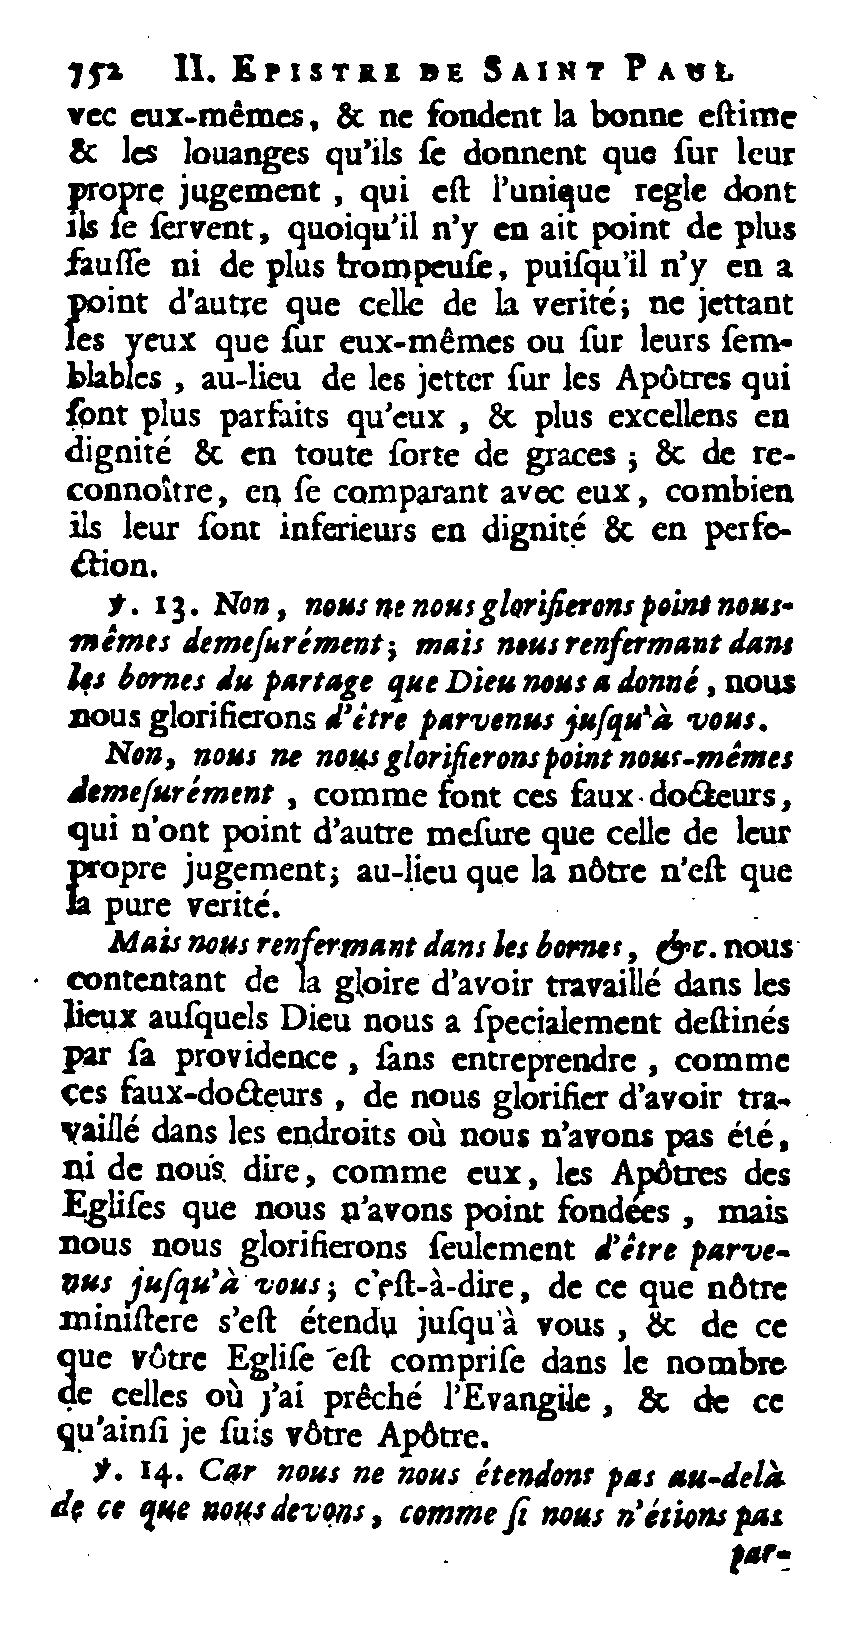 752 II. EPISTRE DE SAINT PAUL
vec eux-mêmes, & ne fondent la bonne eſtime
& les louanges qu'ils ſe donnent que ſur leur
propre jugement, qui eſt l'unique regle dont
ils ſe ſervent, quoiqu'il n'y en ait point de plus
fauſſe ni de plus trompeuſe, puiſqu'il n'y en a
point d'autre que celle de la verité; ne jettant
les yeux que ſur eux-mêmes ou ſur leurs ſem-
blables, au-lieu de les jetter ſur les Apôtres qui
ſont plus parfaits qu'eux, & plus excellens en
dignité & en toute ſorte de graces; & de re-
connoître, en ſe comparant avec eux, combien
ils leur ſont inferieurs en dignité & en perfe-
ction.
℣. 13. Non, nous ne nous glorifierons point nous-
mêmes demeſurément; mais nous renfermant dans
les bornes du partage que Dieu nous a donné, nous
nous glorifierons d'être parvenus juſqu'à vous.
Non, nous ne nous glorifierons point nous-mêmes
demeſurément, comme font ces faux-docteurs,
qui n'ont point d'autre meſure que celle de leur
propre jugement; au-lieu que la nôtre n'eſt que
la pure verité.
Mais nous renfermant dans les bornes, &c. nous
contentant de la gloire d'avoir travaillé dans les
lieux auſquels Dieu nous a ſpecialement deſtinés
par ſa providence, ſans entreprendre, comme
ces faux-docteurs, de nous glorifier d'avoir tra-
vaillé dans les endroits où nous n'avons pas été,
ni de nous dire, comme eux, les Apôtres des
Egliſes que nous n'avons point fondées, mais
nous nous glorifierons ſeulement d'être parve-
nus juſqu'à vous; c'eſt-à-dire, de ce que nôtre
miniſtere s'eſt étendu juſqu'à vous, & de ce
que vôtre Egliſe eſt compriſe dans le nombre
de celles où j'ai prêché l'Evangile, & de ce
qu'ainſi je ſuis vôtre Apôtre.
℣. 14. Car nous ne nous étendons pas au-delà
de ce que nous devons, comme ſi nous n'étions pas
par-